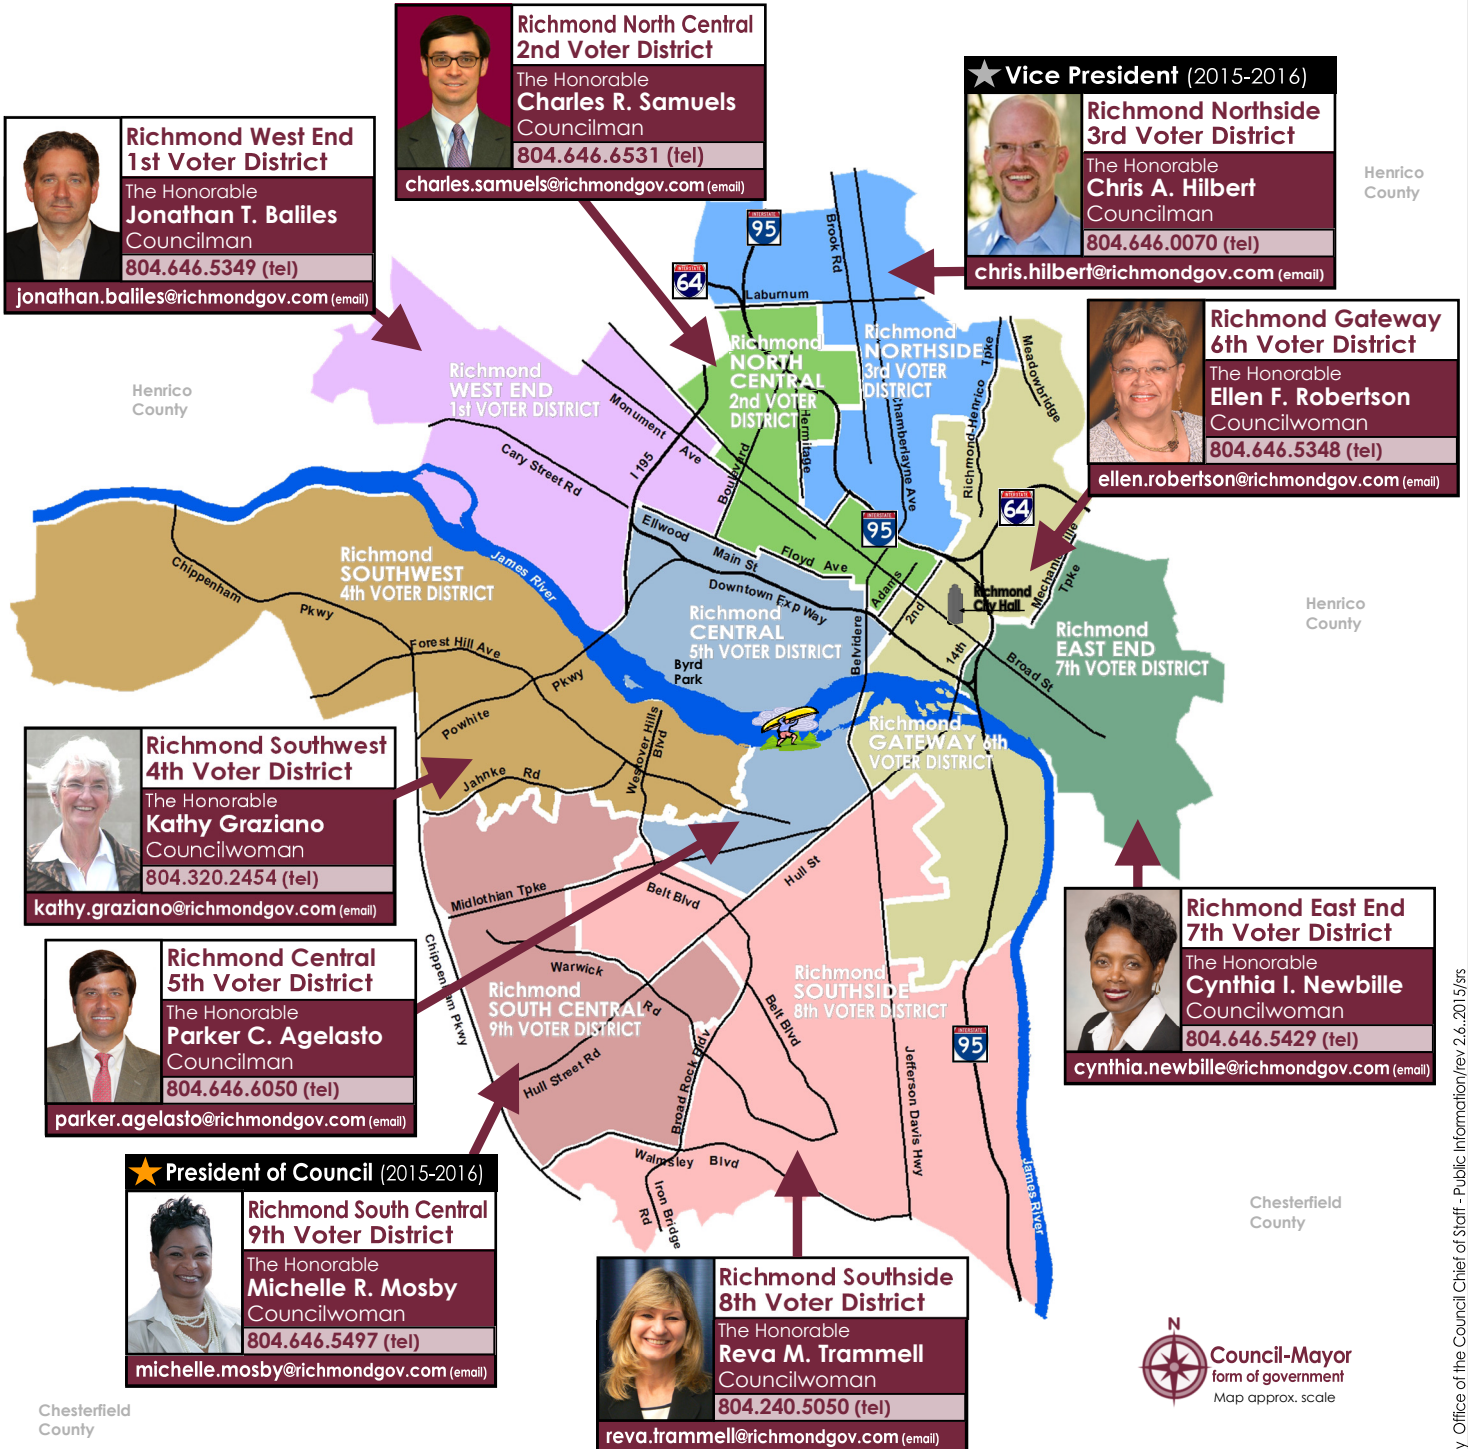 Richmond North Central
2nd Voter District
The Honorable
Charles R. Samuels
Councilman
804.646.6531 (tel)
charles.samuels@richmondgov.com (email)
Vice President (2015-2016)
Richmond Northside
3rd Voter District
The Honorable
Chris A. Hilbert
Councilman
804.646.0070 (tel)
chris.hilbert@richmondgov.com (email)
Richmond West End
1st Voter District
The Honorable
Jonathan T. Baliles
Councilman
804.646.5349 (tel)
jonathan.baliles@richmondgov.com (email)
Henrico
County
Richmond Gateway
6th Voter District
The Honorable
Ellen F. Robertson
Councilwoman
804.646.5348 (tel)
ellen.robertson@richmondgov.com (email)
INTERSTATE
95
INTERSTATE
64
Brook Rd
Laburnum
Richmond
NORTH
CENTRAL
2nd VOTER
DISTRICT
Richmond
NORTHSIDE
3rd VOTER
DISTRICT
Richmond
WEST END
1st VOTER DISTRICT
Henrico
County
Meadowbridge
Richmond-Henrico Tpke
Chamberlayne Ave
Hermitage
Boulevard
Monument Ave
Cary Street Rd
I 195
INTERSTATE
64
INTERSTATE
95
Ellwood
Main St
Floyd Ave
Downtown Exp Way
Adams
2nd
14th
Belvidere
Broad St
Mechanicsville Tpke
Richmond
City Hall
Richmond
SOUTHWEST
4th VOTER DISTRICT
James River
Chippenham Pkwy
Forest Hill Ave
Powhite Pkwy
Richmond
CENTRAL
5th VOTER DISTRICT
Byrd
Park
Richmond
EAST END
7th VOTER DISTRICT
Henrico
County
Richmond
GATEWAY 6th
VOTER DISTRICT
Westover Hills
Blvd
Jahnke Rd
Richmond Southwest
4th Voter District
The Honorable
Kathy Graziano
Councilwoman
804.320.2454 (tel)
kathy.graziano@richmondgov.com (email)
Midlothian Tpke
Belt Blvd
Hull St
Richmond East End
7th Voter District
The Honorable
Cynthia I. Newbille
Councilwoman
804.646.5429 (tel)
cynthia.newbille@richmondgov.com (email)
Richmond Central
5th Voter District
The Honorable
Parker C. Agelasto
Councilman
804.646.6050 (tel)
parker.agelasto@richmondgov.com (email)
Chippenham Pkwy
Warwick Rd
Richmond
SOUTH CENTRAL
9th VOTER DISTRICT
Richmond
SOUTHSIDE
8th VOTER DISTRICT
Belt Blvd
Hull Street Rd
Broad Rock Bldv
Jefferson Davis Hwy
INTERSTATE
95
Walmsley Blvd
Iron Bridge
Rd
James River
President of Council (2015-2016)
Richmond South Central
9th Voter District
The Honorable
Michelle R. Mosby
Councilwoman
804.646.5497 (tel)
michelle.mosby@richmondgov.com (email)
Chesterfield
County
Richmond Southside
8th Voter District
The Honorable
Reva M. Trammell
Councilwoman
804.240.5050 (tel)
reva.trammell@richmondgov.com (email)
Chesterfield
County
N
Council-Mayor
form of government
Map approx. scale
y Office of the Council Chief of Staff - Public Information/rev 2.6..2015/srs